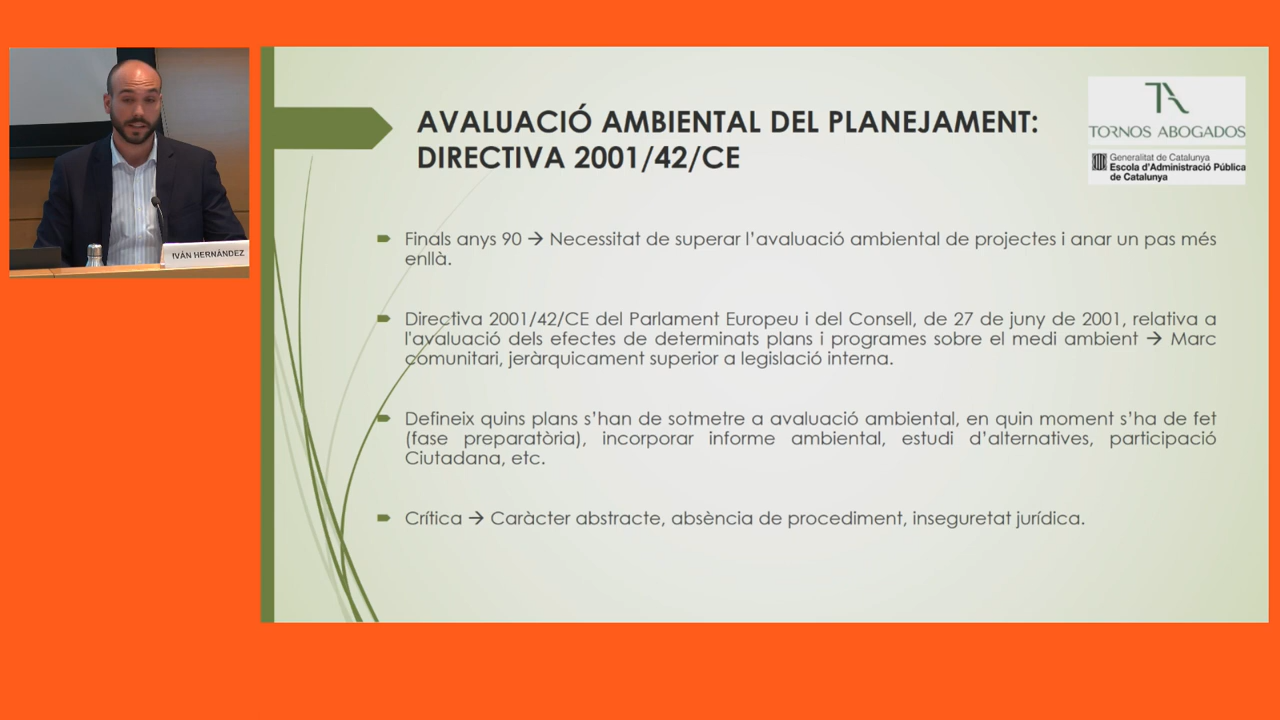 IVÁN HERNÁNDEZ
AVALUACIÓ AMBIENTAL DEL PLANEJAMENT:
DIRECTIVA 2001/42/CE
TORNOS ABOGADOS
Generalitat de Catalunya
Escola d'Administració Pública
de Catalunya
Finals anys 90 → Necessitat de superar l'avaluació ambiental de projectes i anar un pas més
enllà.
Directiva 2001/42/CE del Parlament Europeu i del Consell, de 27 de juny de 2001, relativa a
l'avaluació dels efectes de determinats plans i programes sobre el medi ambient → Marc
comunitari, jeràrquicament superior a legislació interna.
Defineix quins plans s'han de sotmetre a avaluació ambiental, en quin moment s'ha de fet
(fase preparatòria), incorporar informe ambiental, estudi d'alternatives, participació
Ciutadana, etc.
Crítica → Caràcter abstracte, absència de procediment, inseguretat jurídica.